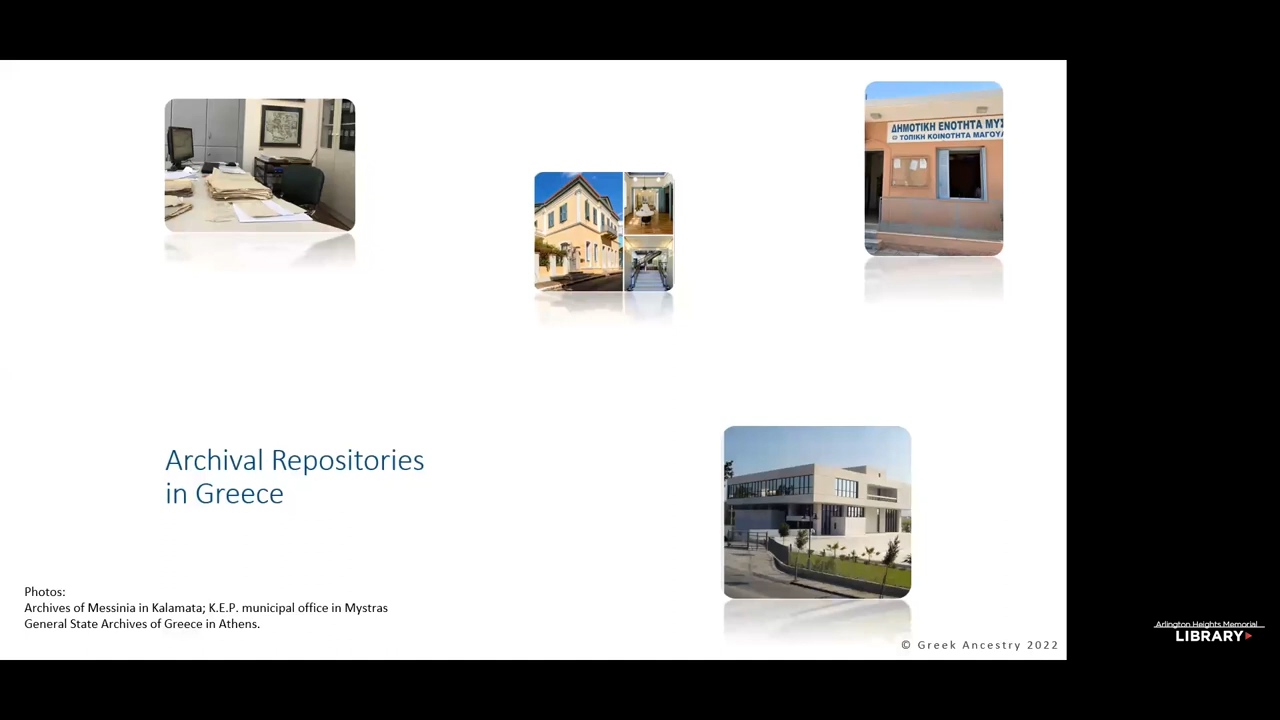 ΔΗΜΟΤΙΚΗ ΕΝΟΤΗΤΑ ΜΥΣ
ΤΟΠΙΚΗ ΚΟΙΝΟΤΗΤΑ ΜΑΓΟΥΛ
Archival Repositories
in Greece
Photos:
Archives of Messinia in Kalamata; K.E.P. municipal office in Mystras
General State Archives of Greece in Athens.
© Greek Ancestry 2022
Arlington Heights Memorial
LIBRARY